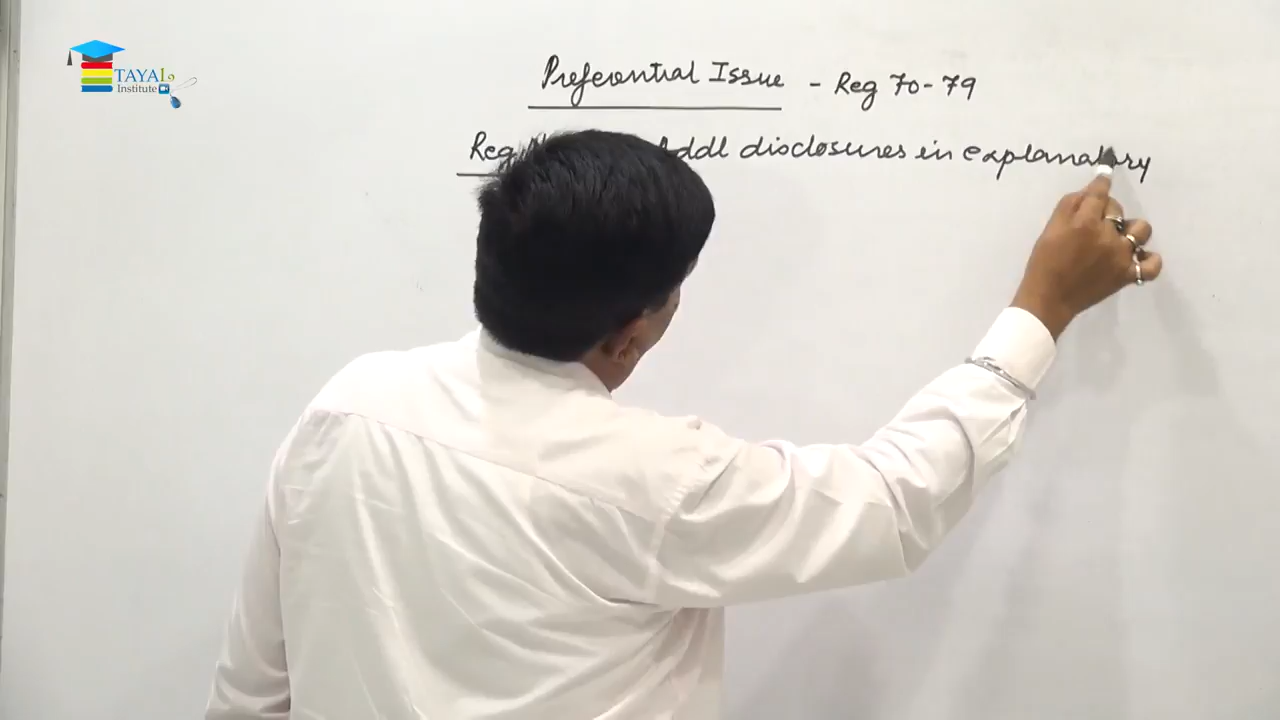 TAYAL
Institute
Preferential Issue - Reg 70-79
Reg Addl disclosures in explanatory